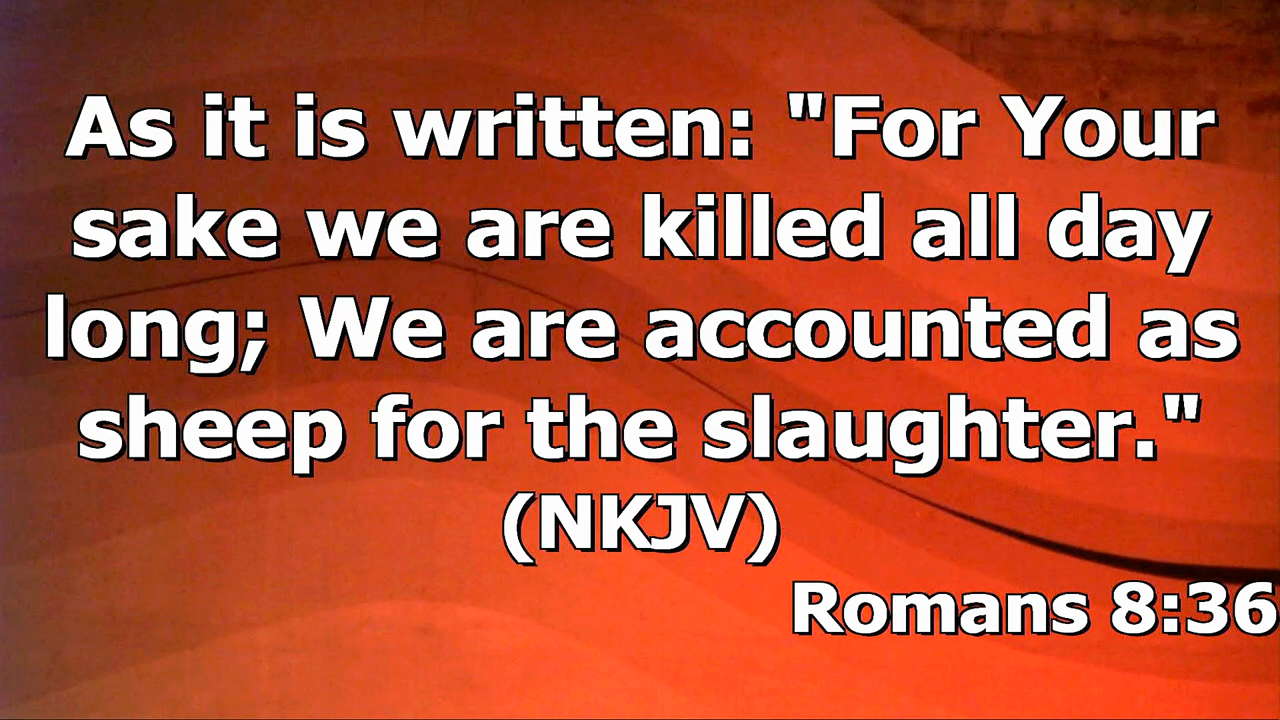 As it is written: "For Your
sake we are killed all day
long; We are accounted as
sheep for the slaughter."
(NKJV)
Romans 8:36